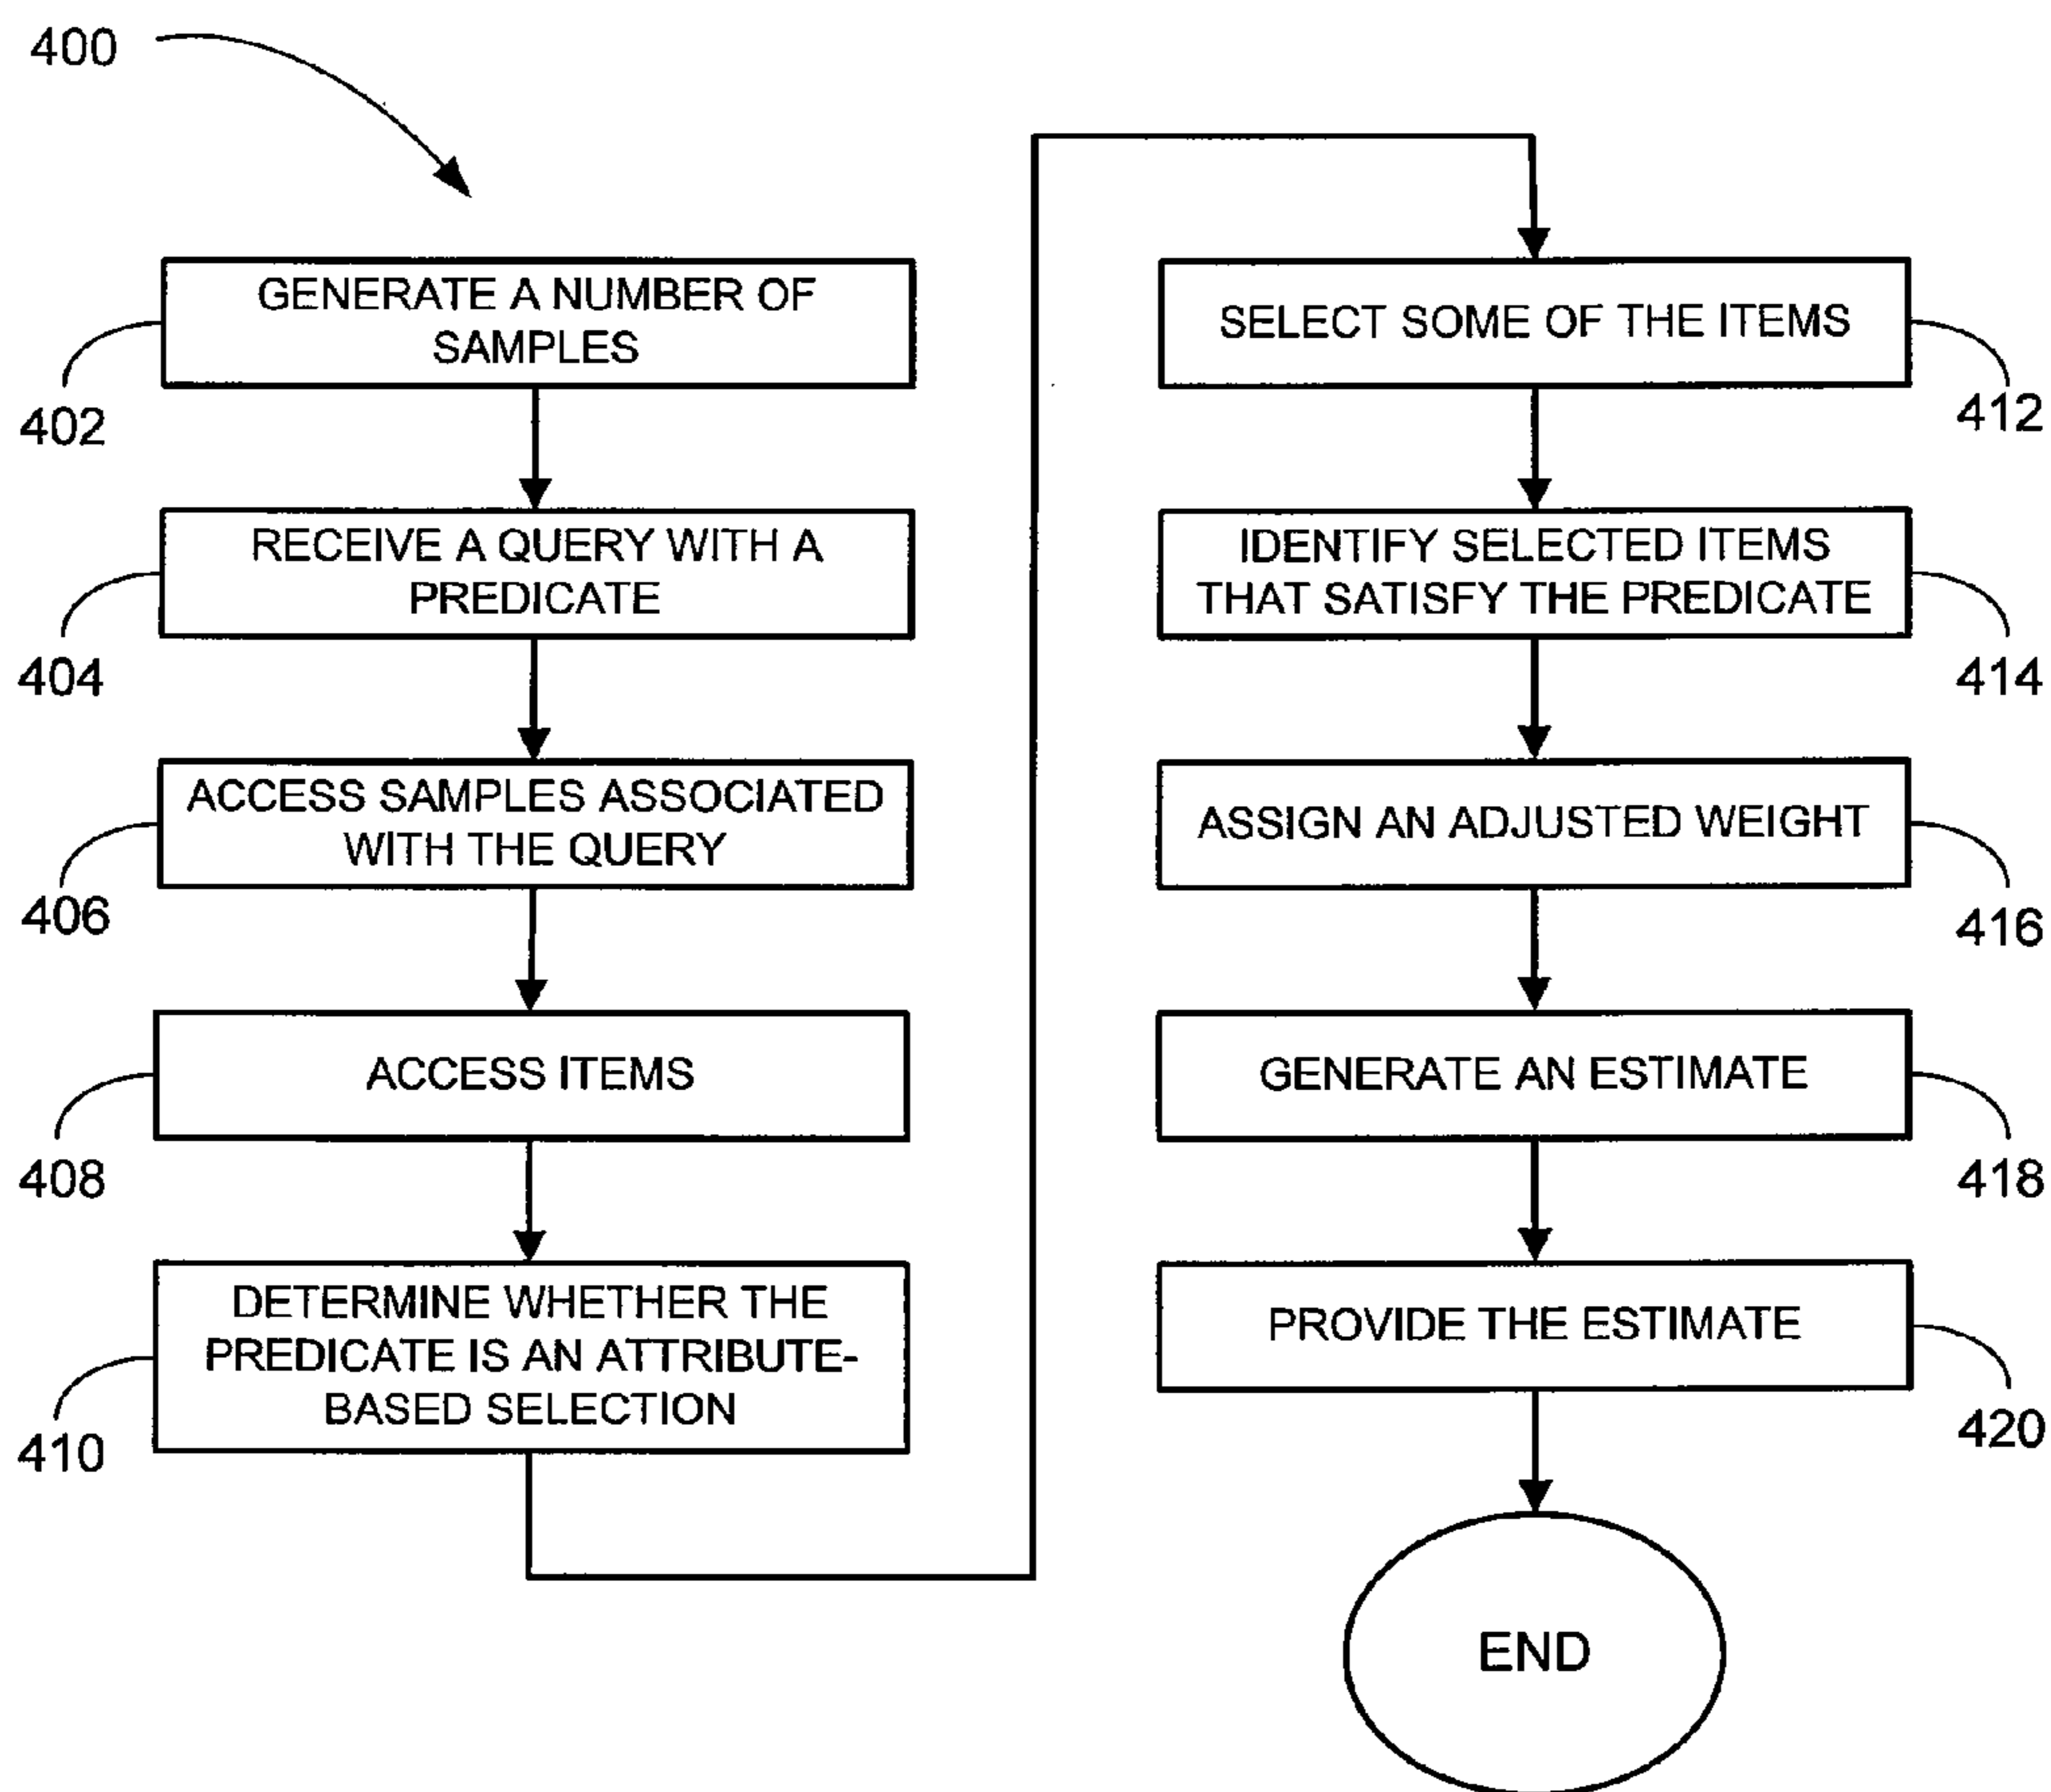 400
GENERATE A NUMBER OF
SAMPLES
402
RECEIVE A QUERY WITH A
PREDICATE
404
ACCESS SAMPLES ASSOCIATED
WITH THE QUERY
406
ACCESS ITEMS
408
DETERMINE WHETHER THE
PREDICATE IS AN ATTRIBUTE-
BASED SELECTION
410
SELECT SOME OF THE ITEMS
412
IDENTIFY SELECTED ITEMS
THAT SATISFY THE PREDICATE
414
ASSIGN AN ADJUSTED WEIGHT
416
GENERATE AN ESTIMATE
418
PROVIDE THE ESTIMATE
420
END